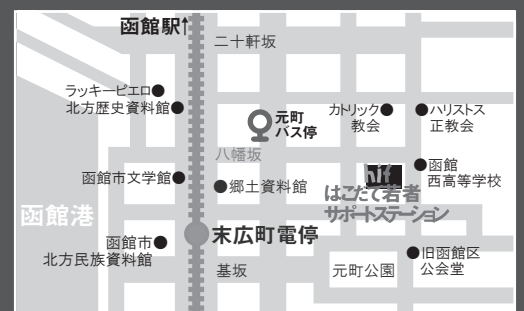 函館駅↑
二十軒坂
ラッキーピエロ
北方歴史資料館
元町
バス停
カトリック
教会
ハリストス
正教会
八幡坂
函館市文学館
郷土資料館
hif
はこだて若者
サポートステーション
函館
西高等学校
函館港
函館市
北方民族資料館
末広町電停
基坂
元町公園
旧函館区
公会堂